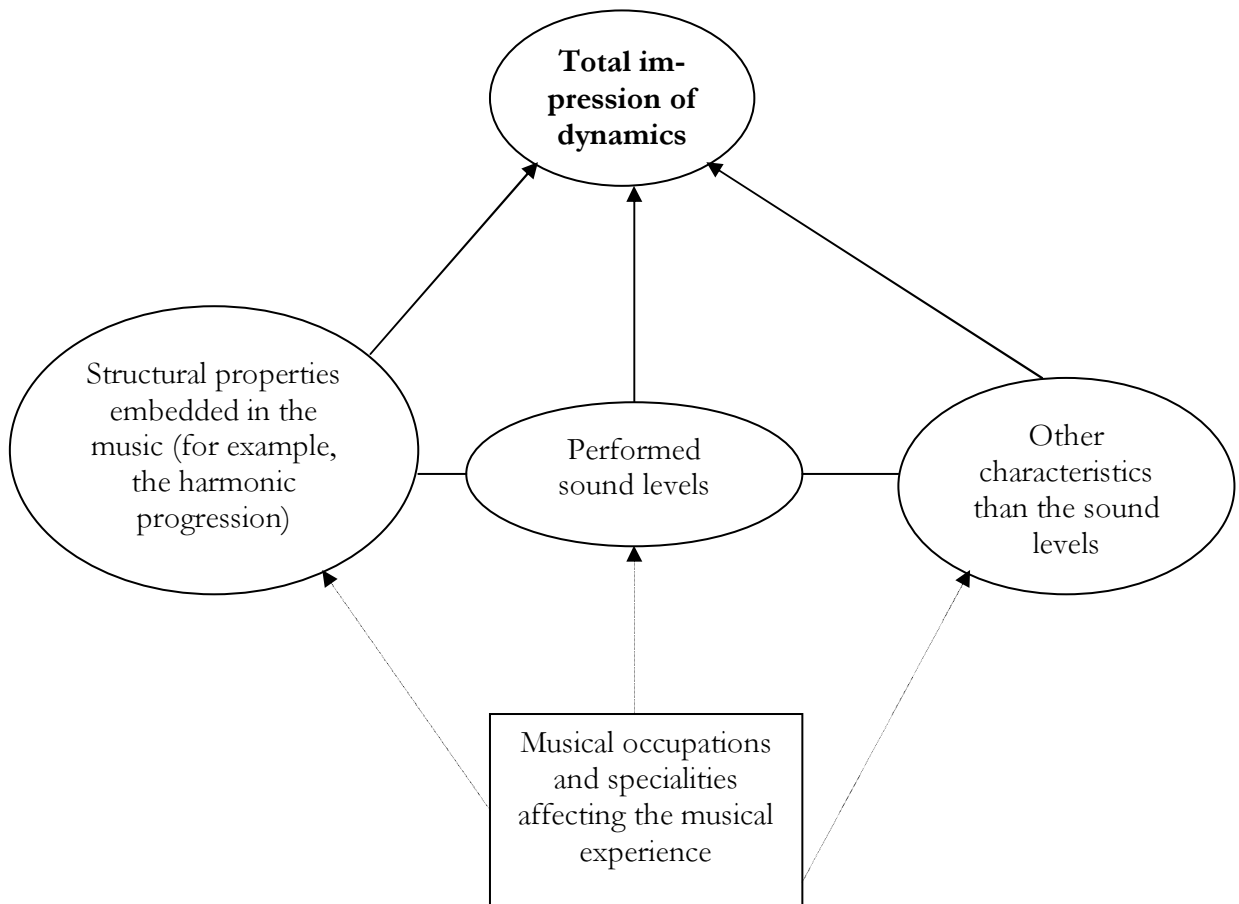 Total im-
pression of
dynamics
Structural properties
embedded in the
music (for example,
the harmonic
progression)
Performed
sound levels
Other
characteristics
than the sound
levels
Musical occupations
and specialities
affecting the musical
experience